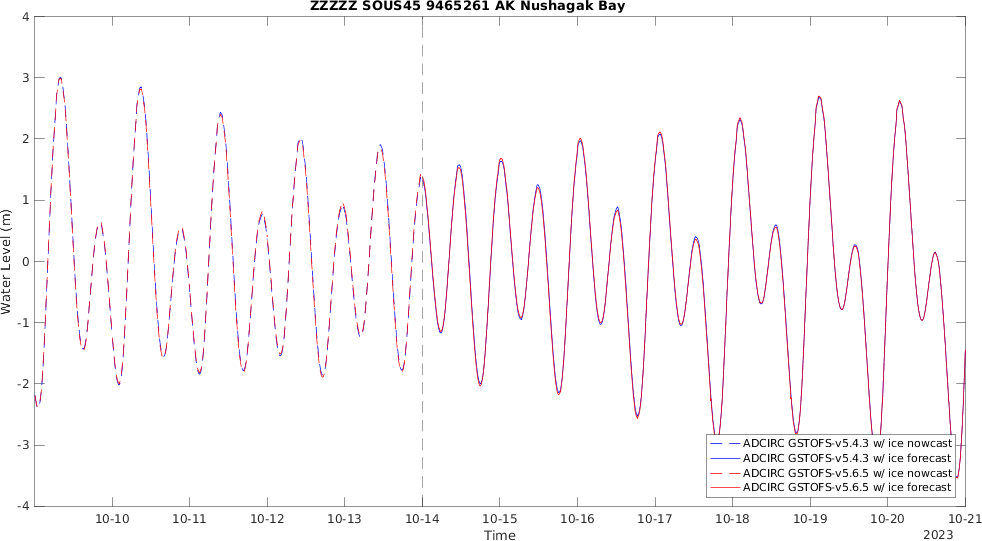 ZZZZZ SOUS45 9465261 AK Nushagak Bay
4
3
2
1
0
-1
-2
-3
-4
Water Level (m)
10-10 10-11 10-12 10-13 10-14 10-15 10-16 10-17 10-18 10-19 10-20 10-21
Time
2023
ADCIRC GSTOFS-v5.4.3 w/ ice nowcast
ADCIRC GSTOFS-v5.4.3 w/ ice forecast
ADCIRC GSTOFS-v5.6.5 w/ ice nowcast
ADCIRC GSTOFS-v5.6.5 w/ ice forecast